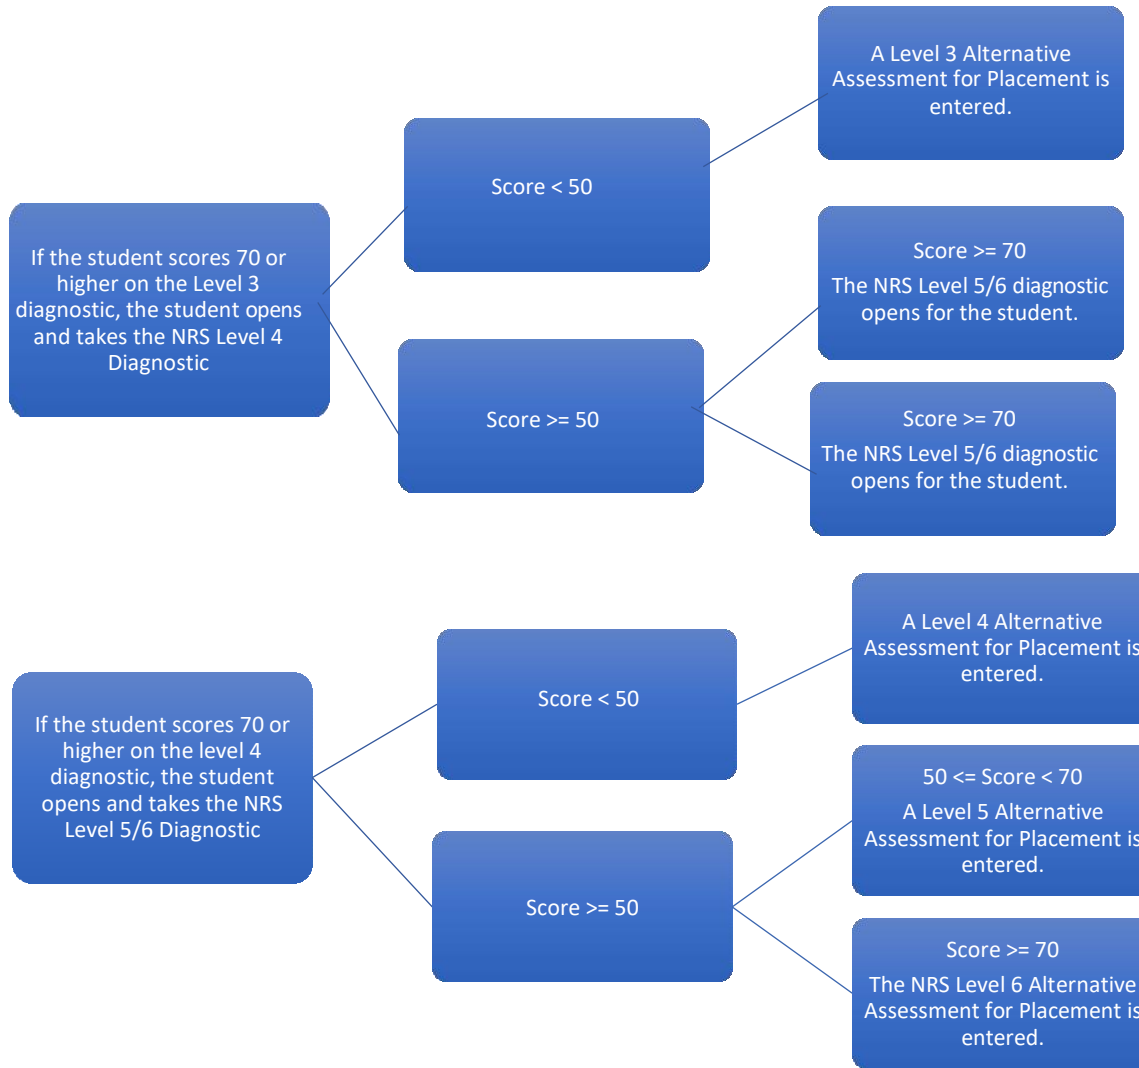 If the student scores 70 or
higher on the Level 3
diagnostic, the student opens
and takes the NRS Level 4
Diagnostic
Score < 50
A Level 3 Alternative
Assessment for Placement is
entered.
Score >= 50
Score >= 70
The NRS Level 5/6 diagnostic
opens for the student.
Score >= 70
The NRS Level 5/6 diagnostic
opens for the student.
If the student scores 70 or
higher on the level 4
diagnostic, the student
opens and takes the NRS
Level 5/6 Diagnostic
Score < 50
A Level 4 Alternative
Assessment for Placement is
entered.
Score >= 50
50 <= Score < 70
A Level 5 Alternative
Assessment for Placement is
entered.
Score >= 70
The NRS Level 6 Alternative
Assessment for Placement is
entered.